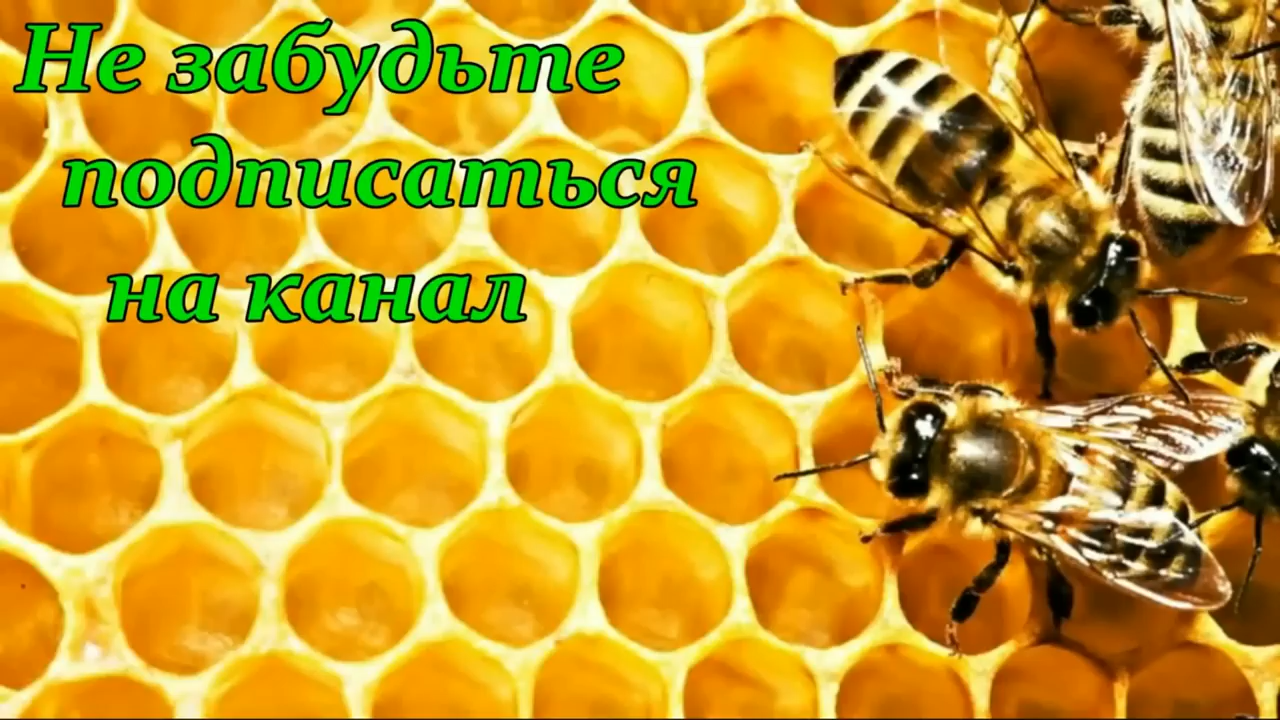 Не забудьте
подписаться
на канал